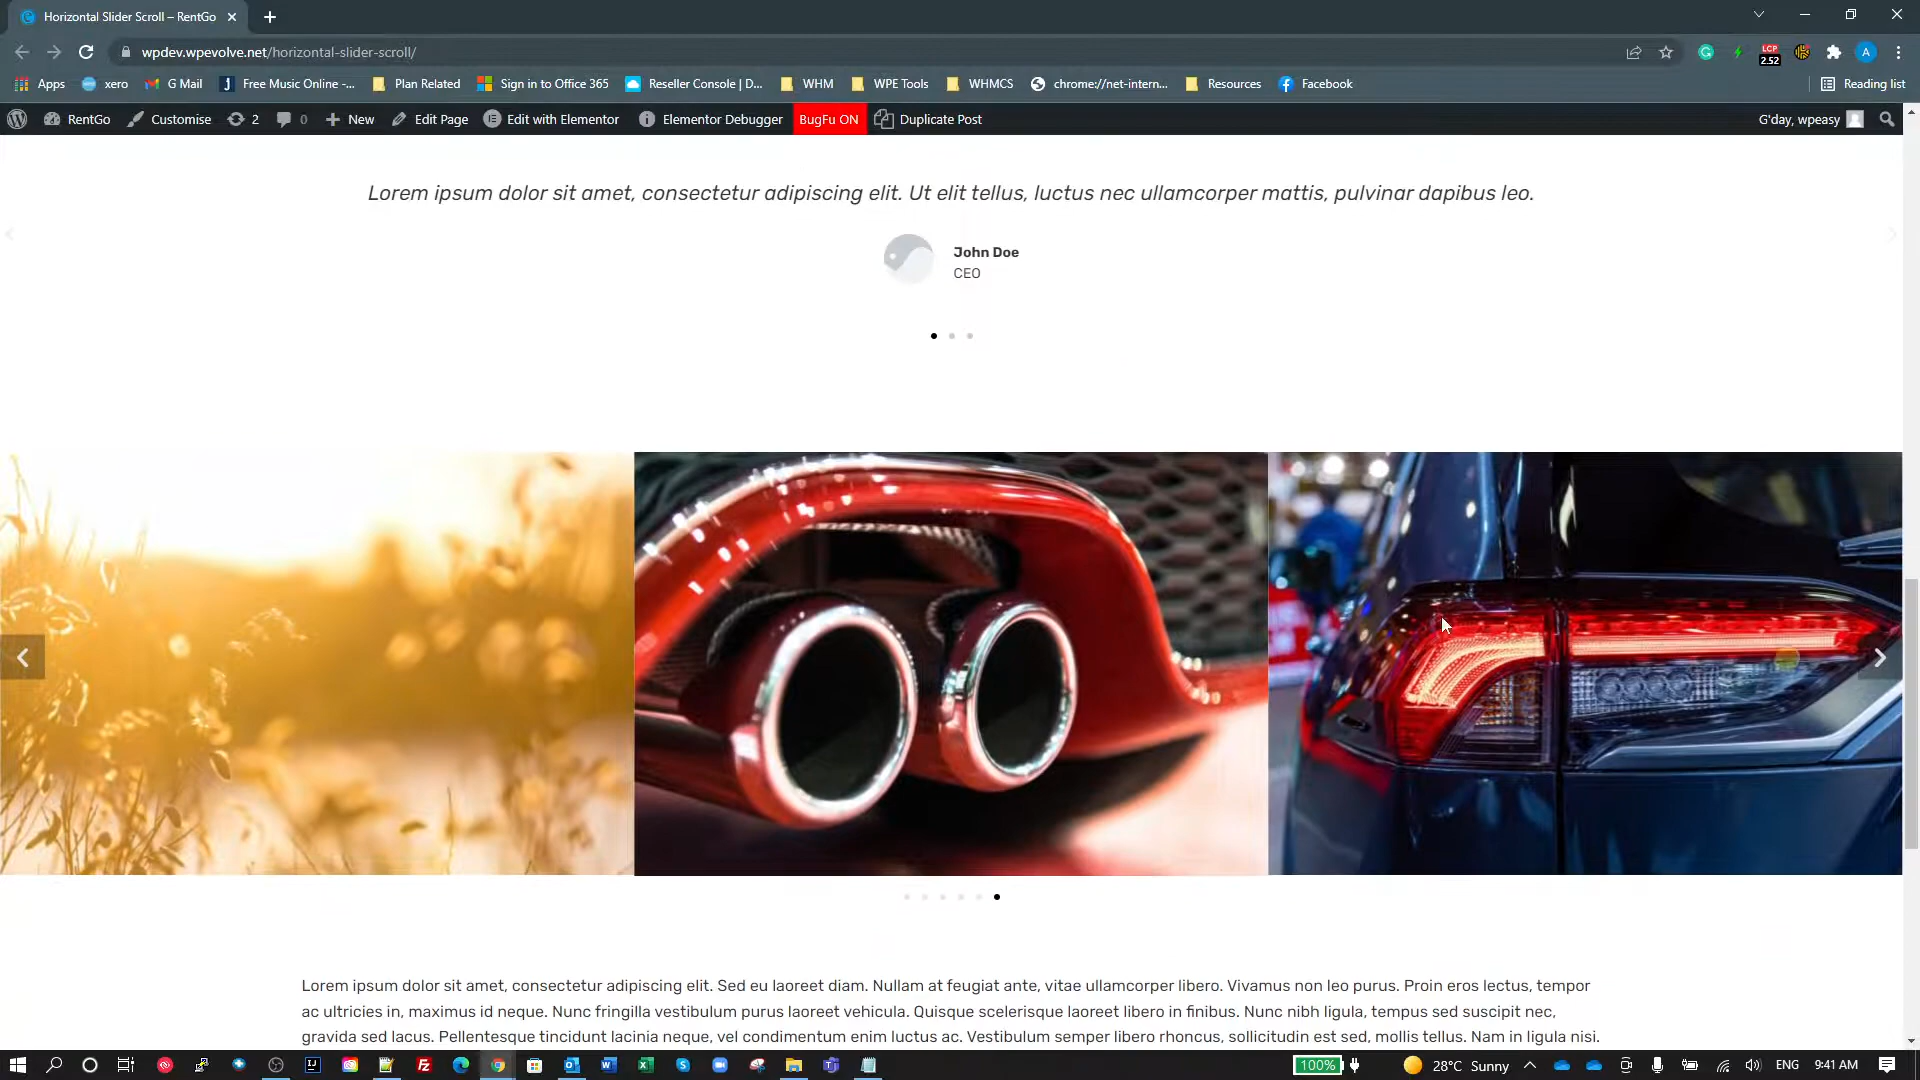 Horizontal Slider Scroll – RentGo
wpdev.wpevolve.net/horizontal-slider-scroll/
LCP
2.52
A
Apps
xero
G Mail
Free Music Online -...
Plan Related
Sign in to Office 365
Reseller Console | D...
WHM
WPE Tools
WHMCS
chrome://net-intern...
Resources
Facebook
Reading list
RentGo
Customise
2
0
New
Edit Page
Edit with Elementor
Elementor Debugger
BugFu ON
Duplicate Post
G'day, wpeasy
Lorem ipsum dolor sit amet, consectetur adipiscing elit. Ut elit tellus, luctus nec ullamcorper mattis, pulvinar dapibus leo.
John Doe
CEO
Lorem ipsum dolor sit amet, consectetur adipiscing elit. Sed eu laoreet diam. Nullam at feugiat ante, vitae ullamcorper libero. Vivamus non leo purus. Proin eros lectus, tempor
ac ultricies in, maximus id neque. Nunc fringilla vestibulum purus laoreet vehicula. Quisque scelerisque laoreet libero in finibus. Nunc nibh ligula, tempus sed suscipit nec,
gravida sed lacus. Pellentesque tincidunt lacinia neque, vel condimentum enim luctus ac. Vestibulum semper libero rhoncus, sollicitudin est sed, mollis tellus. Nam in ligula nisi.
100%
28°C Sunny
ENG
9:41 AM